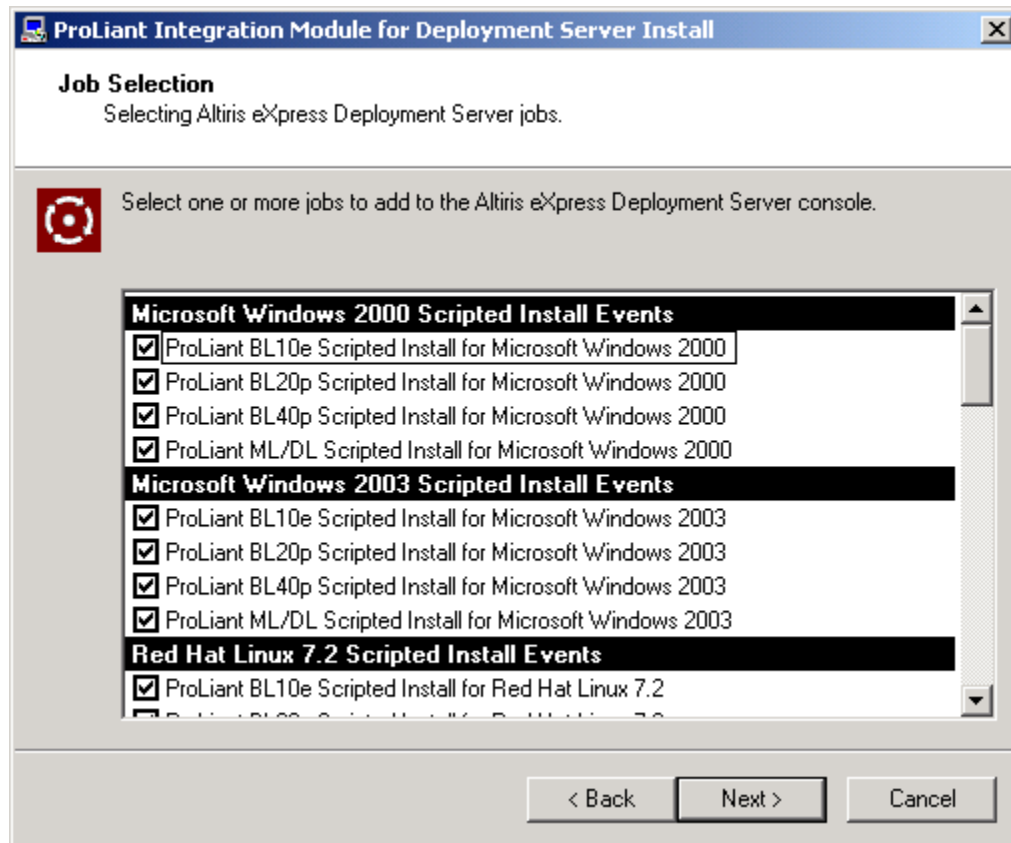 ProLiant Integration Module for Deployment Server Install
Job Selection
Selecting Altiris eXpress Deployment Server jobs.
Select one or more jobs to add to the Altiris eXpress Deployment Server console.
Microsoft Windows 2000 Scripted Install Events
ProLiant BL10e Scripted Install for Microsoft Windows 2000
ProLiant BL20p Scripted Install for Microsoft Windows 2000
ProLiant BL40p Scripted Install for Microsoft Windows 2000
ProLiant ML/DL Scripted Install for Microsoft Windows 2000
Microsoft Windows 2003 Scripted Install Events
ProLiant BL10e Scripted Install for Microsoft Windows 2003
ProLiant BL20p Scripted Install for Microsoft Windows 2003
ProLiant BL40p Scripted Install for Microsoft Windows 2003
ProLiant ML/DL Scripted Install for Microsoft Windows 2003
Red Hat Linux 7.2 Scripted Install Events
ProLiant BL10e Scripted Install for Red Hat Linux 7.2
< Back Next > Cancel